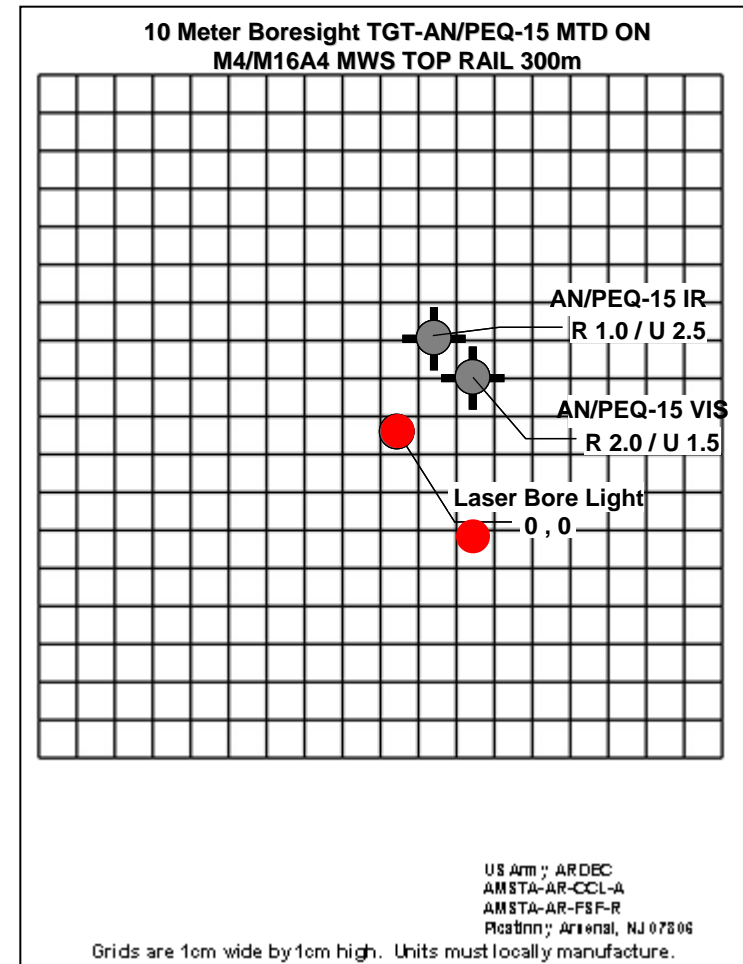 10 Meter Boresight TGT-AN/PEQ-15 MTD ON
M4/M16A4 MWS TOP RAIL 300m
AN/PEQ-15 IR
R 1.0 / U 2.5
AN/PEQ-15 VIS
R 2.0 / U 1.5
Laser Bore Light
0 , 0
US Army; ARDEC
AMSTA-AR-CCL-A
AMSTA-AR-FSF-R
Picatinny Arsenal, NJ 07806
Grids are 1cm wide by 1cm high. Units must locally manufacture.